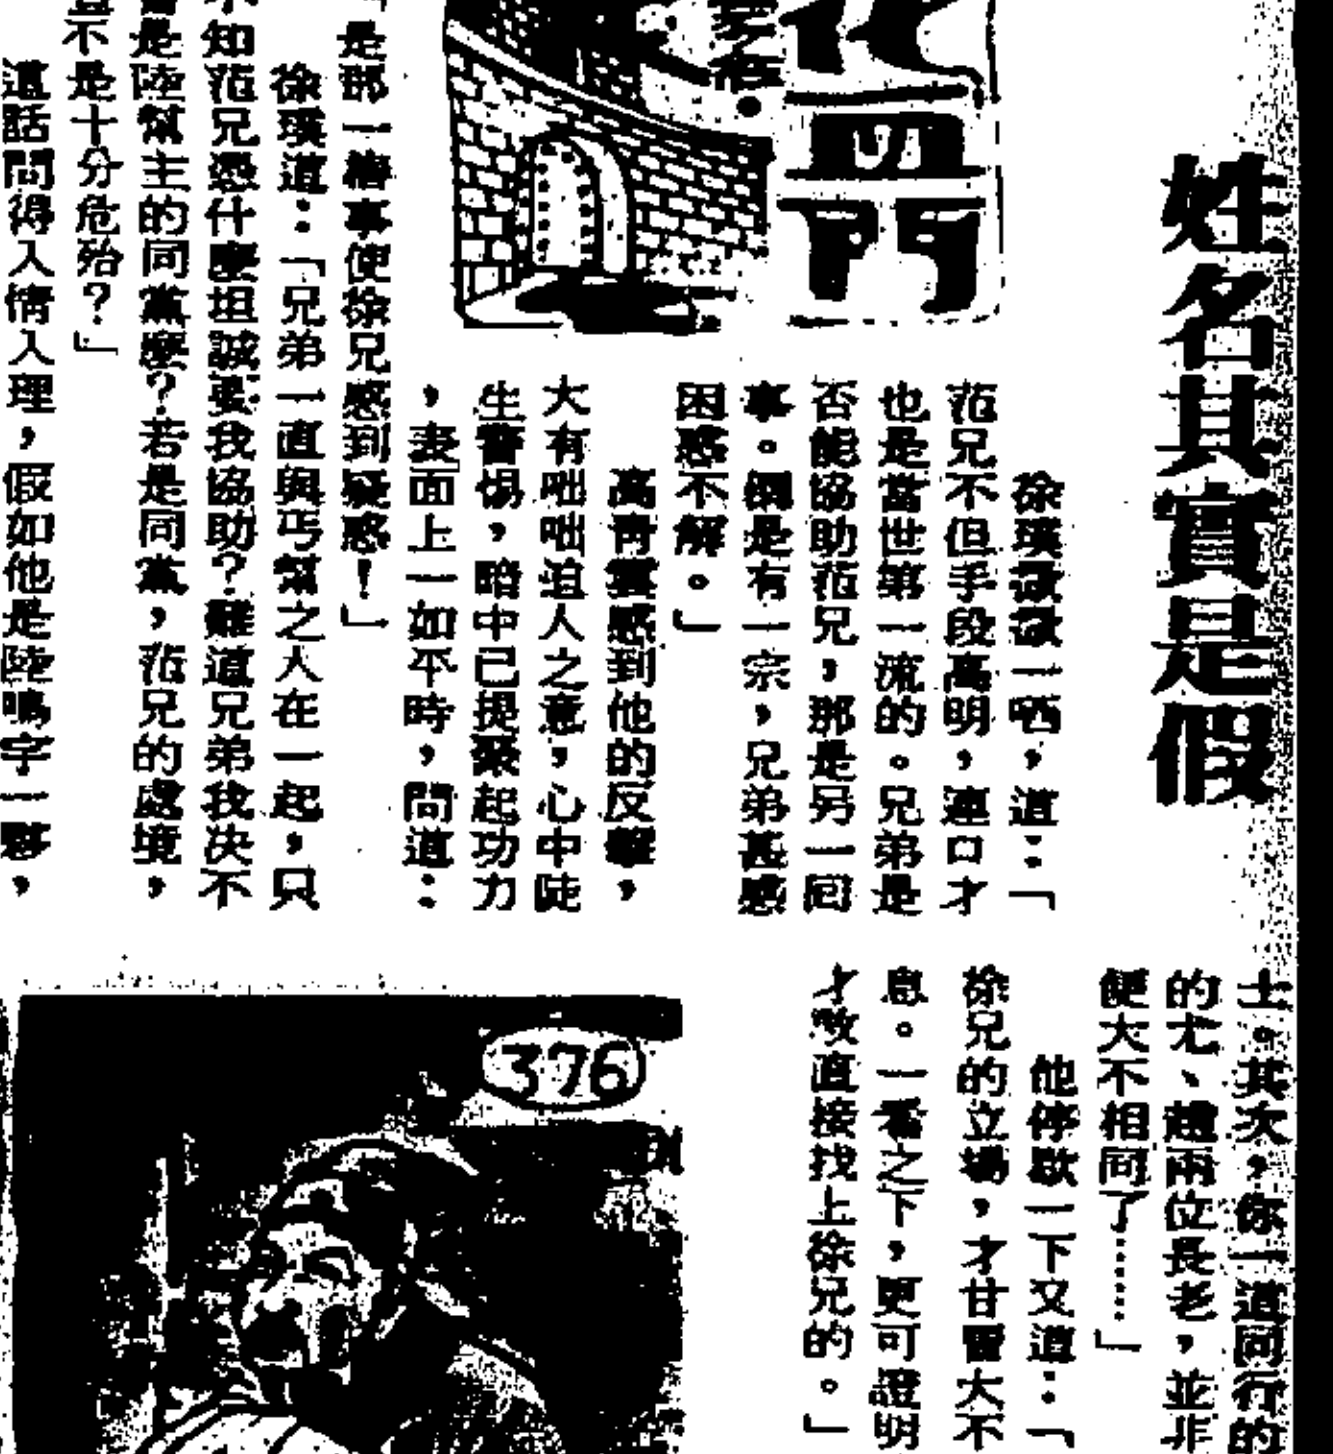 姓名其實是假
徐璞微微一哂，道：「
范兄不但手段高明，連口才
也是當世第一流的。兄弟是
否能協助范兄，那是另一回
事。倒是有一宗，兄弟甚感
困惑不解。」
高青雲感到他的反擊，
大有咄咄迫人之意，心中陡
生警惕，暗中已提聚起功力
，表面上一如平時，問道：
「是那一樁事使徐兄感到疑惑！」
徐璞道：「兄弟一直與丐幫之人在一起，只
不知范兄憑什麼坦誠要我協助？難道兄弟我決不
會是陸幫主的同黨麼？若是同黨，范兄的處境，
豈不是十分危殆？」
這話問得入情入理，假如他是陸鳴宇一夥，
士。其次，你一道同行的
的尤、趙兩位長老，並非
便大不相同了……」
他停歇一下又道：「
徐兄的立場，才甘冒大不
息。一看之下，更可證明
才敢直接找上徐兄的。」
門
376